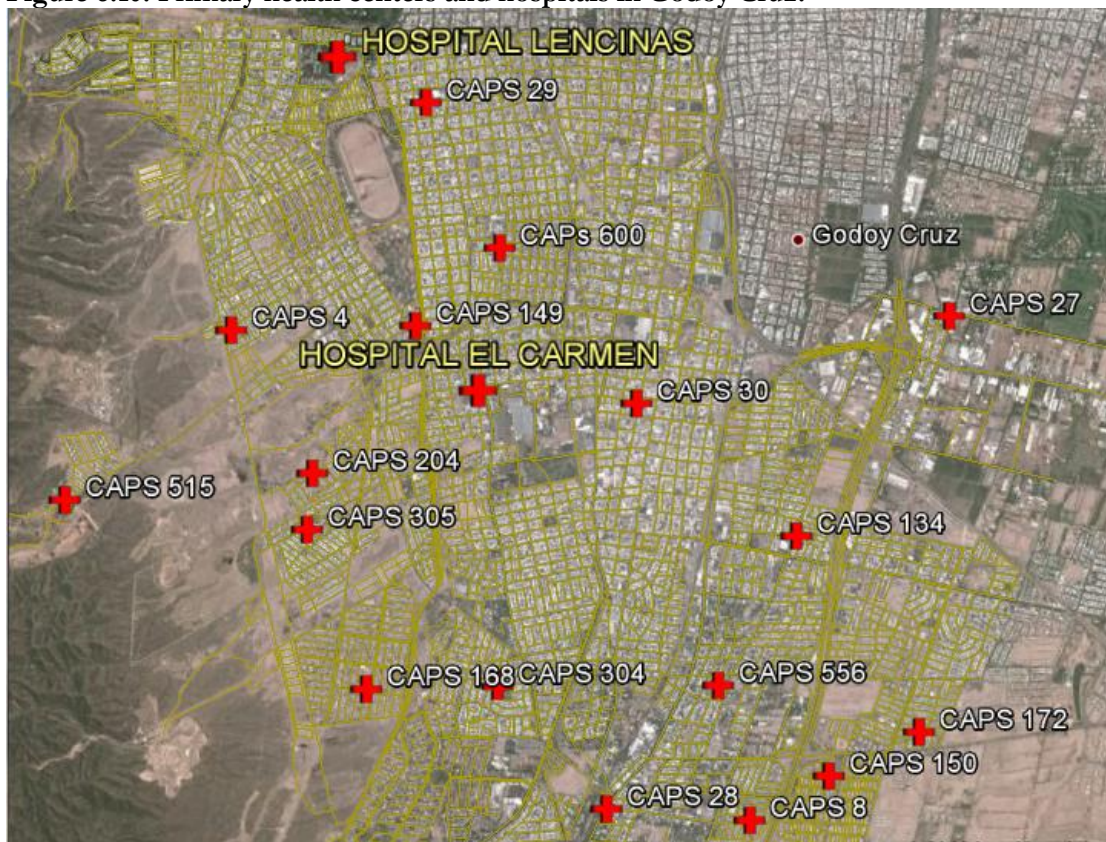 Figure 6.16: Primary health centers and hospitals in Godoy Cruz.
HOSPITAL LENCINAS
CAPS 29
CAPs 600
Godoy Cruz
CAPS 27
CAPS 4
CAPS 149
HOSPITAL EL CARMEN
CAPS 30
CAPS 204
CAPS 515
CAPS 305
CAPS 134
CAPS 168
CAPS 304
CAPS 556
CAPS 172
CAPS 150
CAPS 28
CAPS 8